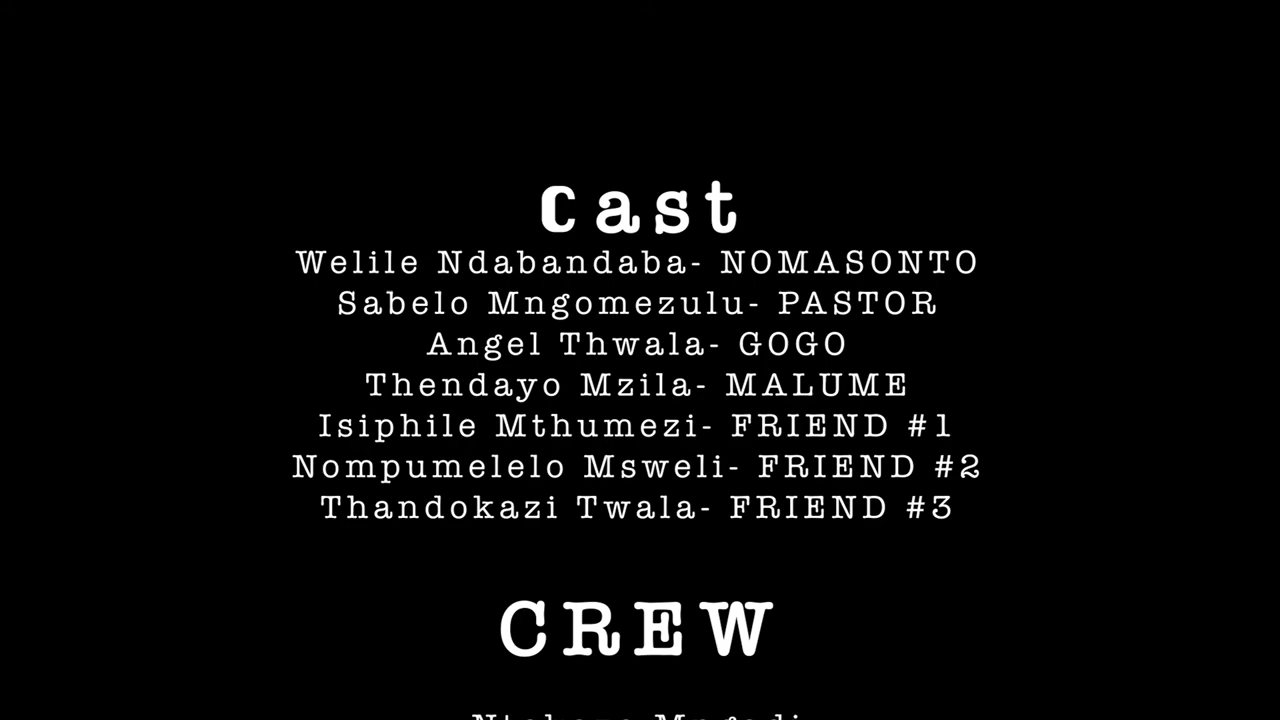 Cast
Welile Ndabandaba- NOMASONTO
Sabelo Mngomezulu- PASTOR
Angel Thwala- GOGO
Thendayo Mzila- MALUME
Isiphile Mthumezi- FRIEND #1
Nompumelelo Msweli- FRIEND #2
Thandokazi Twala- FRIEND #3
CREW